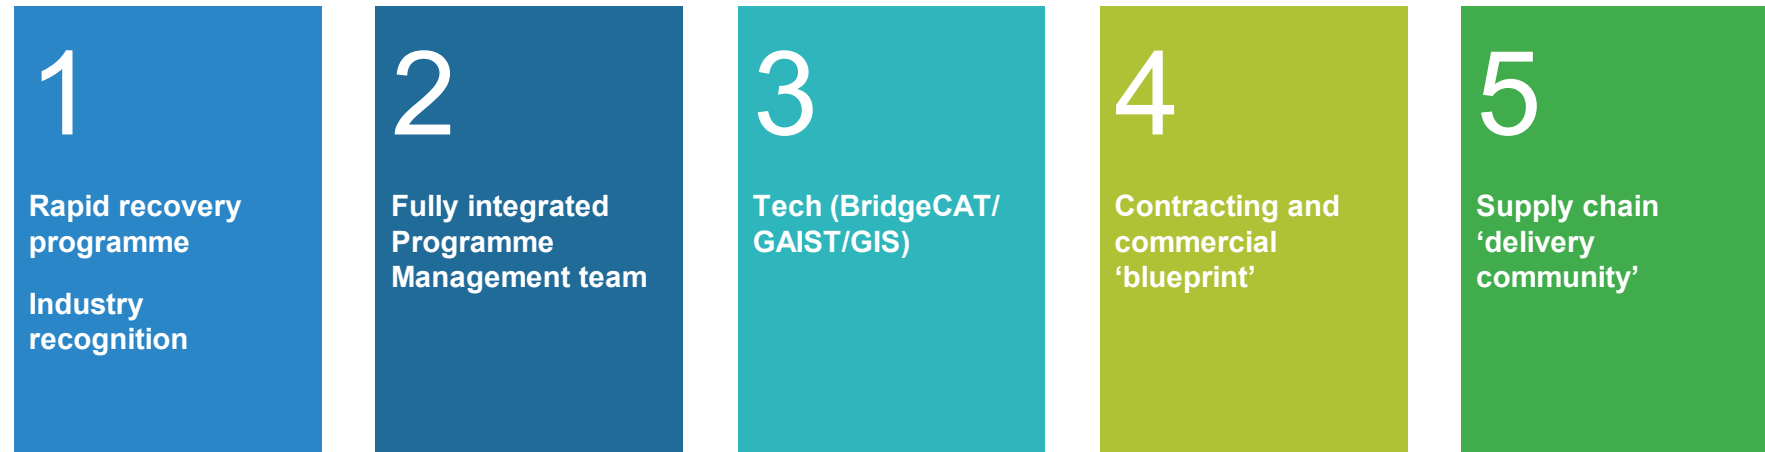 1
Rapid recovery
programme
Industry
recognition
2
Fully integrated
Programme
Management team
3
Tech (BridgeCAT/
GAIST/GIS)
4
Contracting and
commercial
‘blueprint’
5
Supply chain
‘delivery
community’